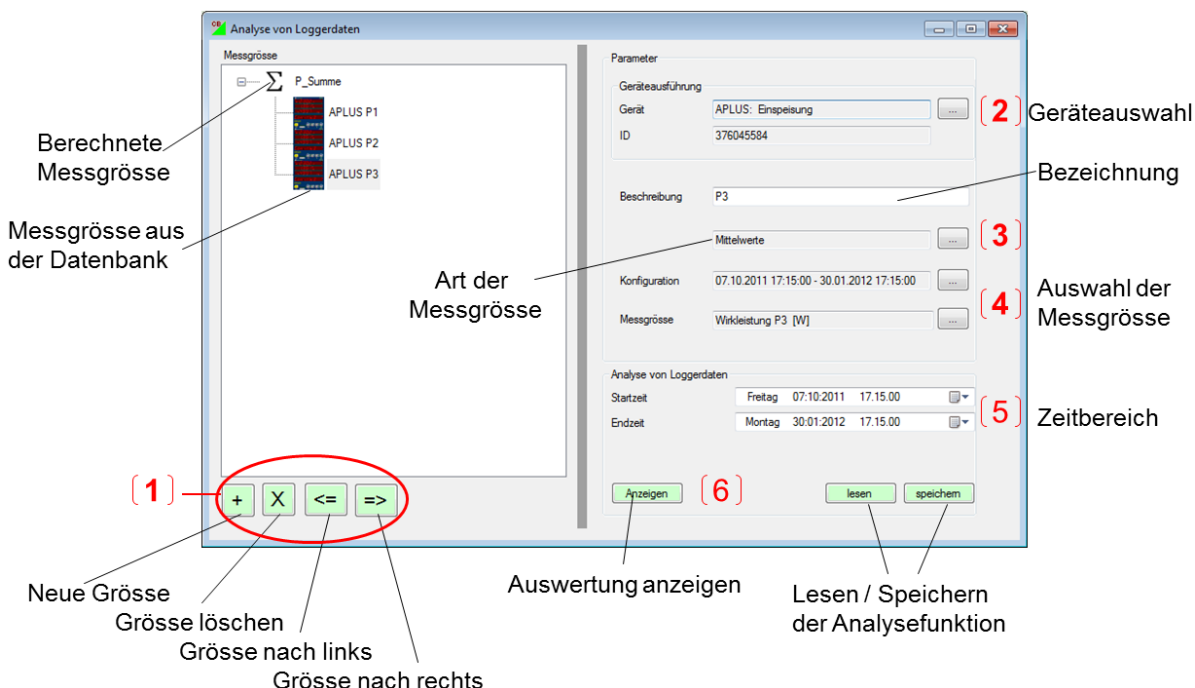 CB Analyse von Loggerdaten
Messgrösse
P_Summe
APLUS P1
APLUS P2
APLUS P3
Berechnete
Messgrösse
Messgrösse aus
der Datenbank
Parameter
Geräteausführung
Gerät APLUS: Einspeisung ...
ID 376045584
[2] Geräteauswahl
Beschreibung P3
Bezeichnung
Mittelwerte ...
[3]
Art der
Messgrösse
Konfiguration 07.10.2011 17:15:00 - 30.01.2012 17:15:00 ...
Messgrösse Wirkleistung P3 [W] ...
[4] Auswahl der
Messgrösse
Analyse von Loggerdaten
Startzeit Freitag 07:10:2011 17.15.00
Endzeit Montag 30:01:2012 17.15.00
[5] Zeitbereich
[1]
+ X <= =>
Anzeigen [6] lesen speichern
Neue Grösse
Grösse löschen
Grösse nach links
Grösse nach rechts
Auswertung anzeigen
Lesen / Speichern
der Analysefunktion